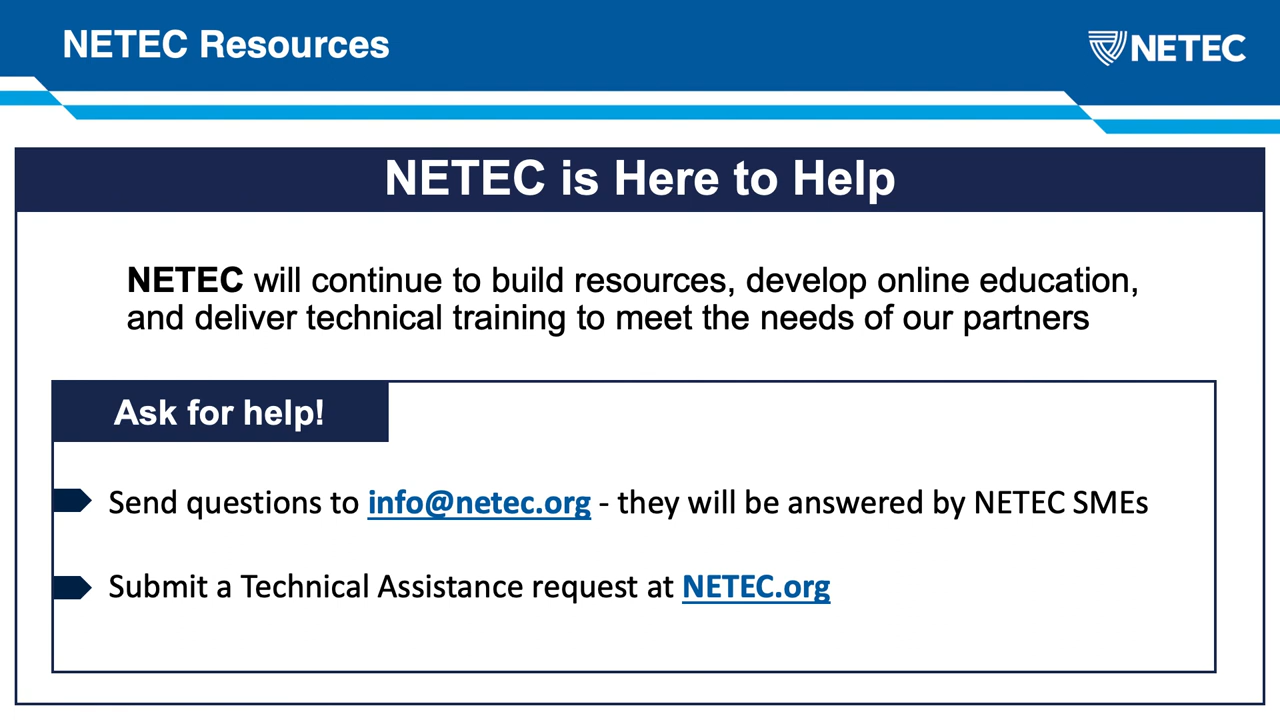 NETEC Resources
NETEC
NETEC is Here to Help
NETEC will continue to build resources, develop online education,
and deliver technical training to meet the needs of our partners
Ask for help!
Send questions to info@netec.org - they will be answered by NETEC SMEs
Submit a Technical Assistance request at NETEC.org